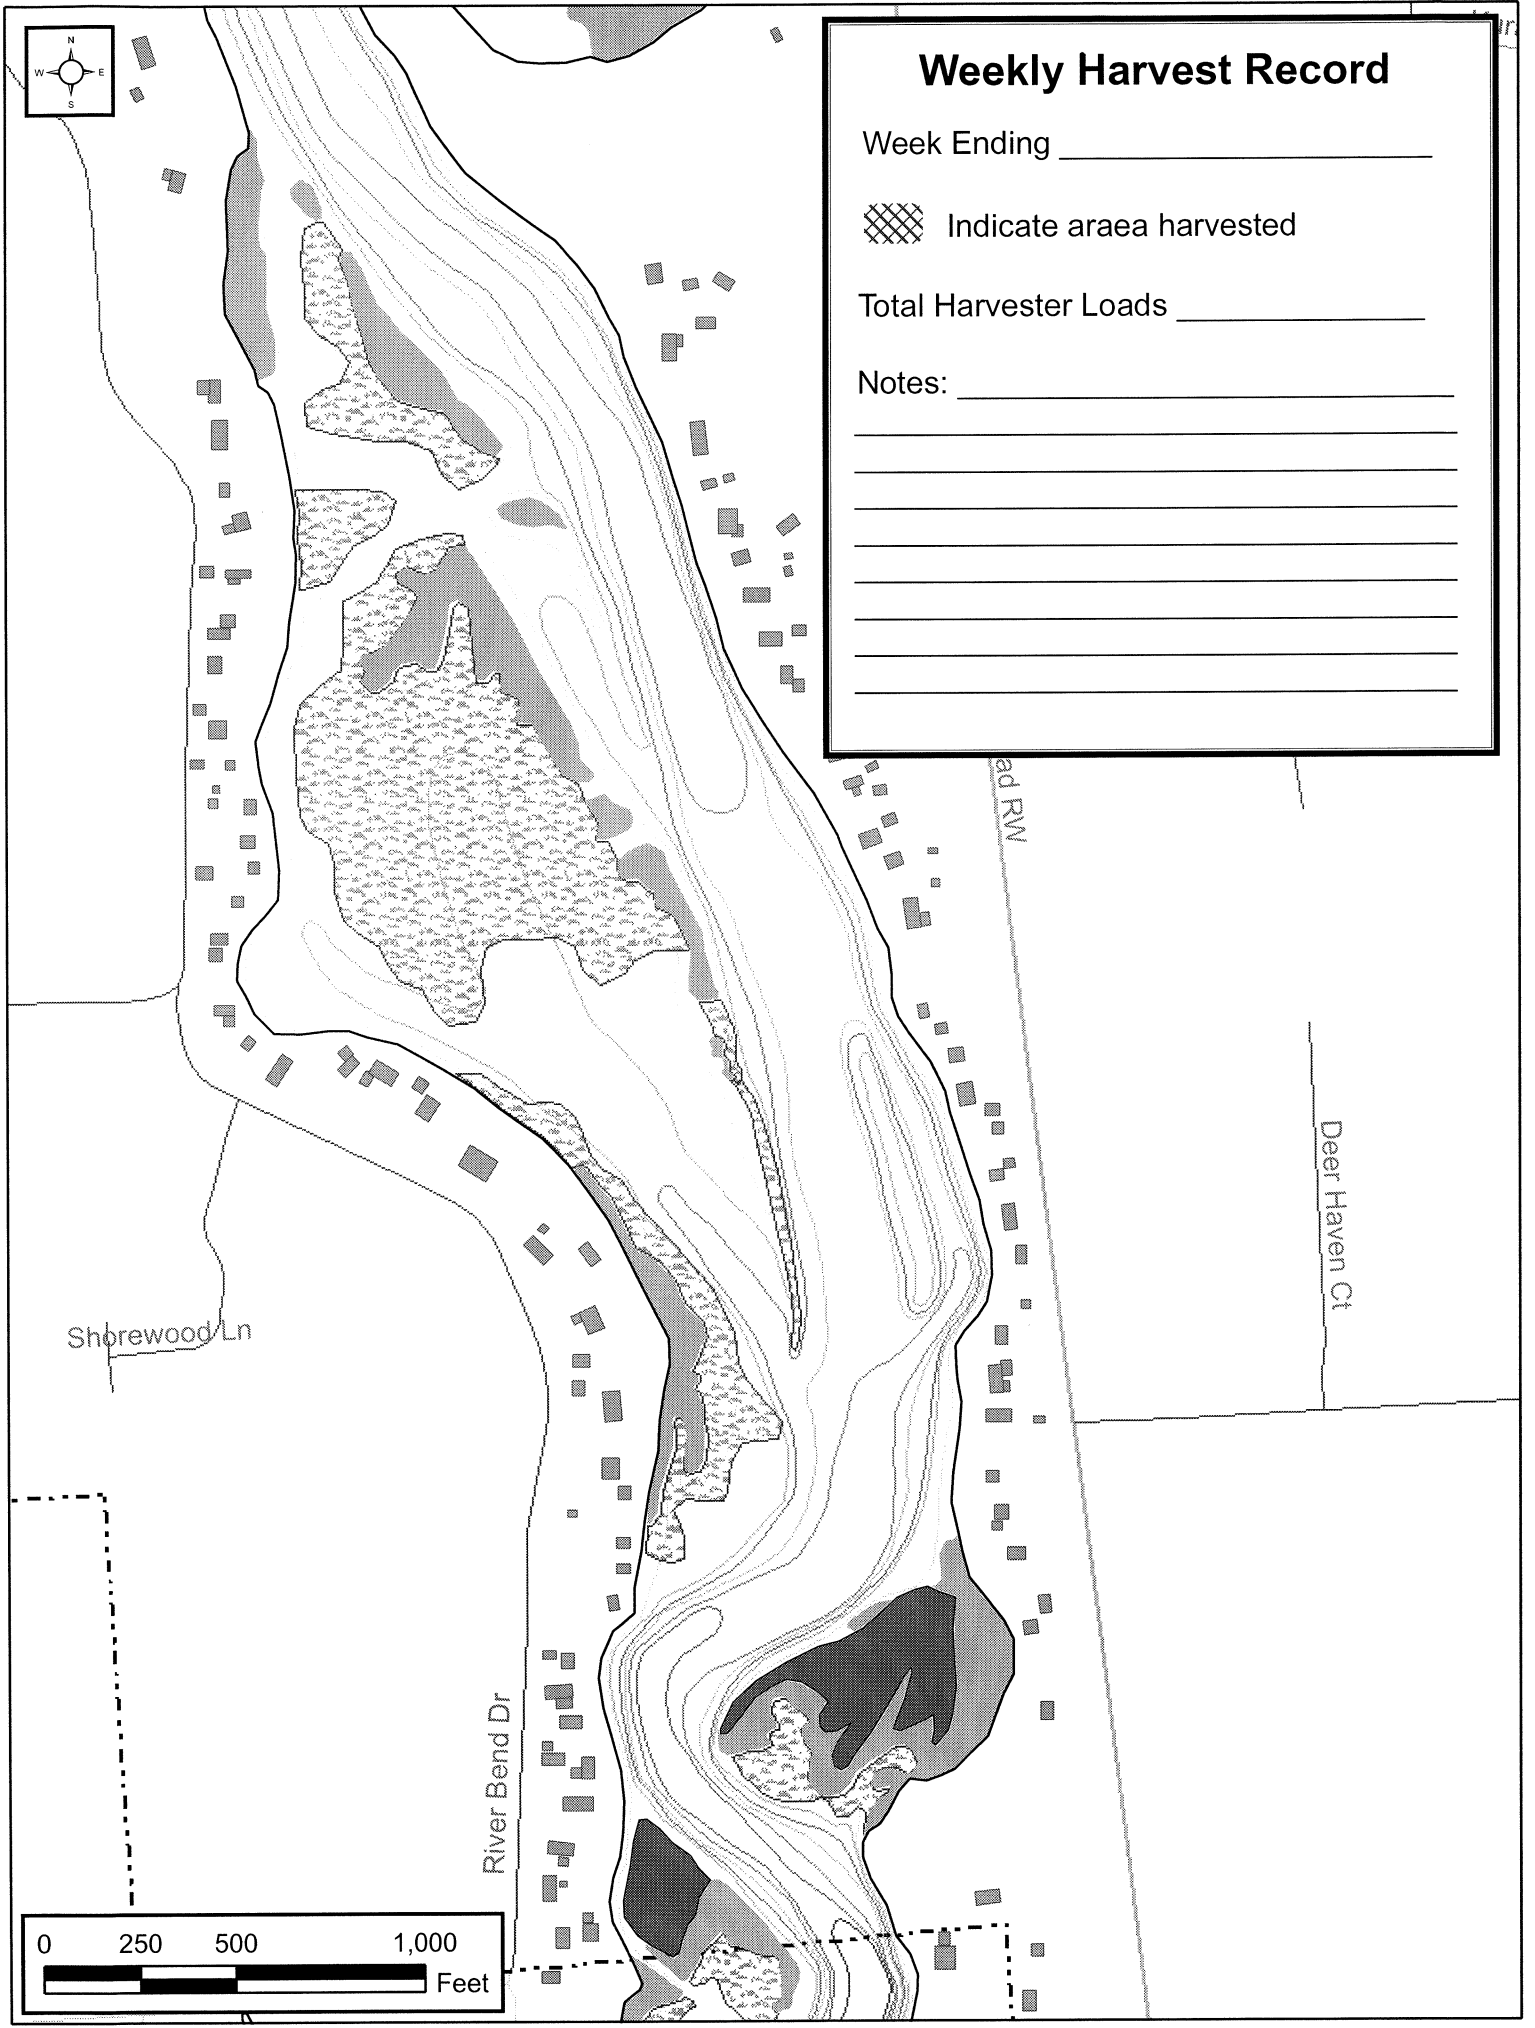 N
W E
S
Weekly Harvest Record
Week Ending
Indicate araea harvested
Total Harvester Loads
Notes:
ad RW
Deer Haven Ct
Shorewood Ln
River Bend Dr
0 250 500 1,000
Feet